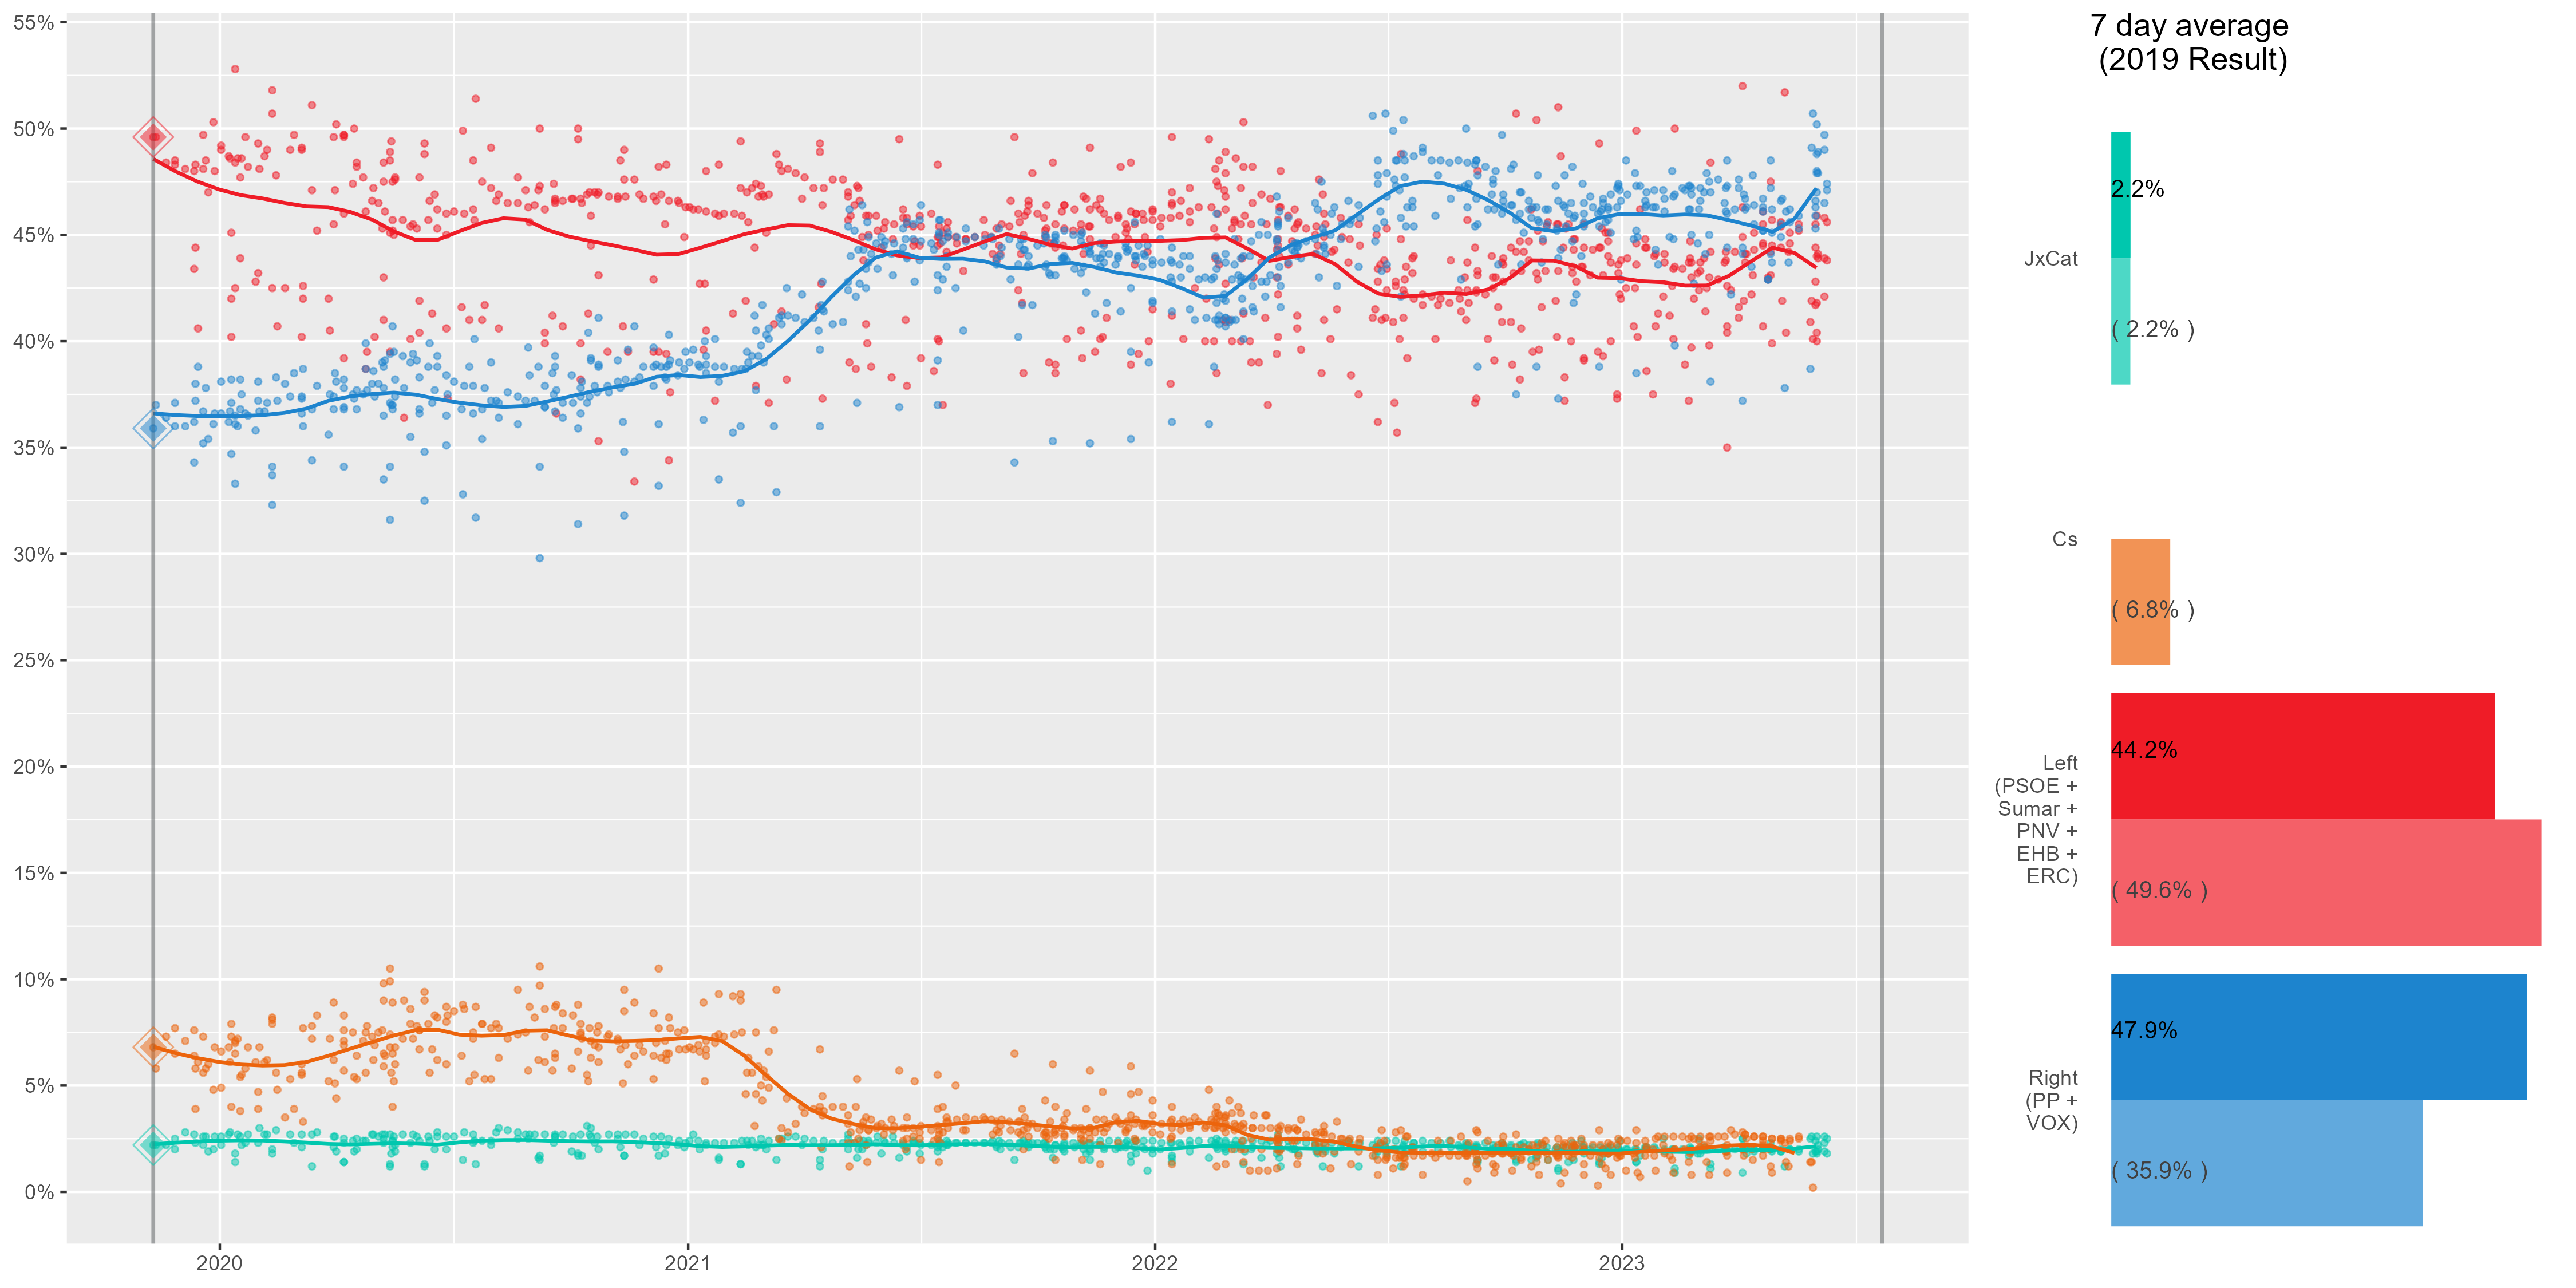 55%
50%
45%
40%
35%
30%
25%
20%
15%
10%
5%
0%
2020
2021
2022
2023
7 day average
(2019 Result)
JxCat
2.2%
( 2.2% )
Cs
( 6.8% )
Left
(PSOE +
Sumar +
PNV +
EHB +
ERC)
44.2%
( 49.6% )
Right
(PP +
VOX)
47.9%
( 35.9% )